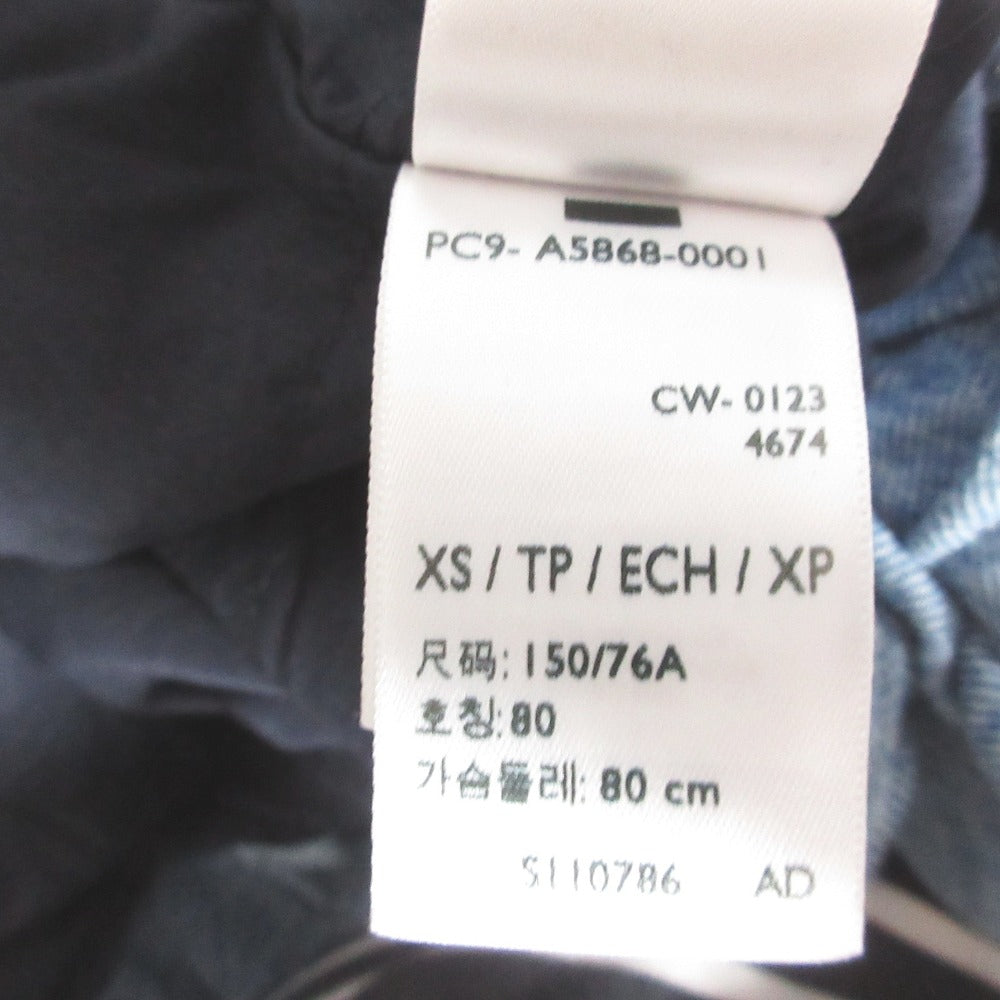 PC9- A5868-0001
CW- 0123
4674
XS / TP / ECH / XP
尺码: 150/76A
호칭: 80
가슴둘레: 80 cm
S110786 AD